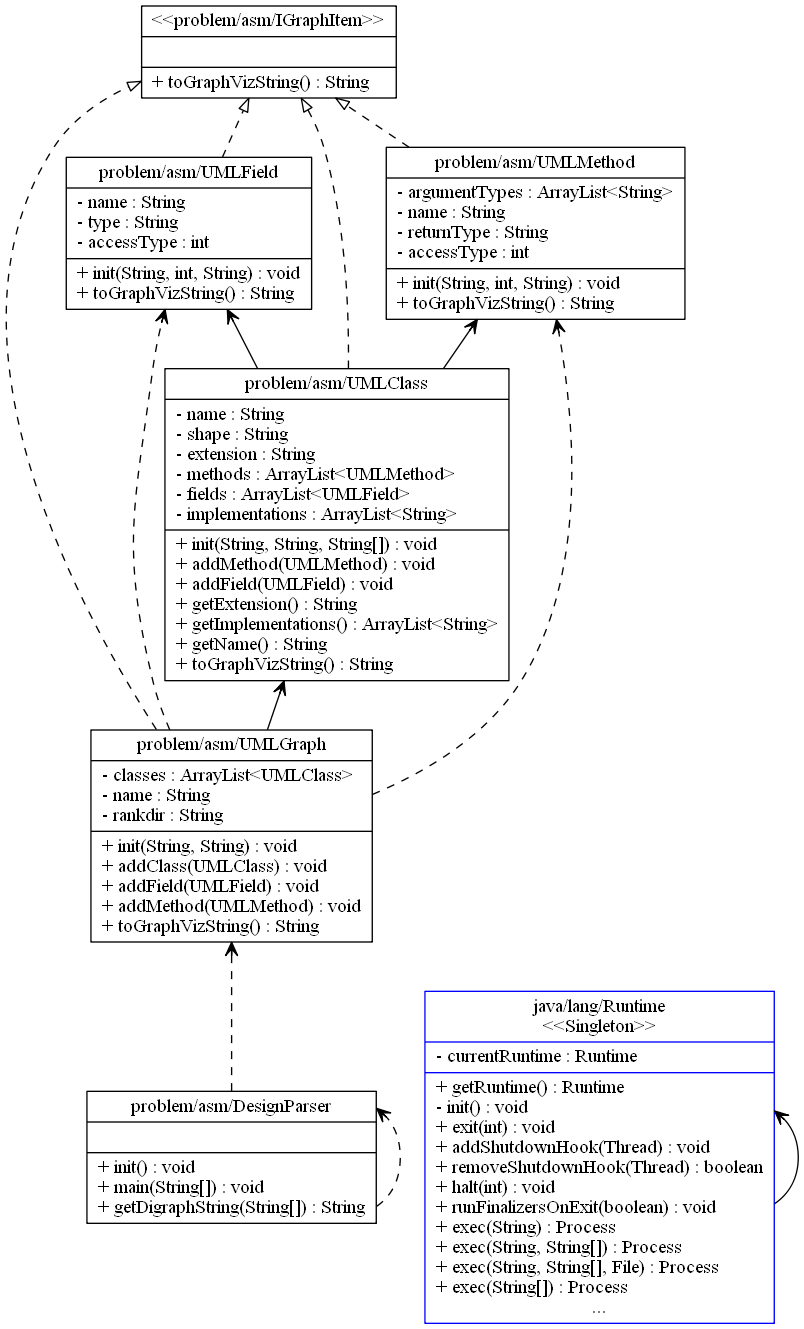 <<problem/asm/IGraphItem>>
+ toGraphVizString() : String
problem/asm/UMLField
- name : String
- type : String
- accessType : int
+ init(String, int, String) : void
+ toGraphVizString() : String
problem/asm/UMLMethod
- argumentTypes : ArrayList<String>
- name : String
- returnType : String
- accessType : int
+ init(String, int, String) : void
+ toGraphVizString() : String
problem/asm/UMLClass
- name : String
- shape : String
- extension : String
- methods : ArrayList<UMLMethod>
- fields : ArrayList<UMLField>
- implementations : ArrayList<String>
+ init(String, String, String[]) : void
+ addMethod(UMLMethod) : void
+ addField(UMLField) : void
+ getExtension() : String
+ getImplementations() : ArrayList<String>
+ getName() : String
+ toGraphVizString() : String
problem/asm/UMLGraph
- classes : ArrayList<UMLClass>
- name : String
- rankdir : String
+ init(String, String) : void
+ addClass(UMLClass) : void
+ addField(UMLField) : void
+ addMethod(UMLMethod) : void
+ toGraphVizString() : String
problem/asm/DesignParser
+ init() : void
+ main(String[]) : void
+ getDigraphString(String[]) : String
java/lang/Runtime
<<Singleton>>
- currentRuntime : Runtime
+ getRuntime() : Runtime
- init() : void
+ exit(int) : void
+ addShutdownHook(Thread) : void
+ removeShutdownHook(Thread) : boolean
+ halt(int) : void
+ runFinalizersOnExit(boolean) : void
+ exec(String) : Process
+ exec(String, String[]) : Process
+ exec(String, String[], File) : Process
+ exec(String[]) : Process
...